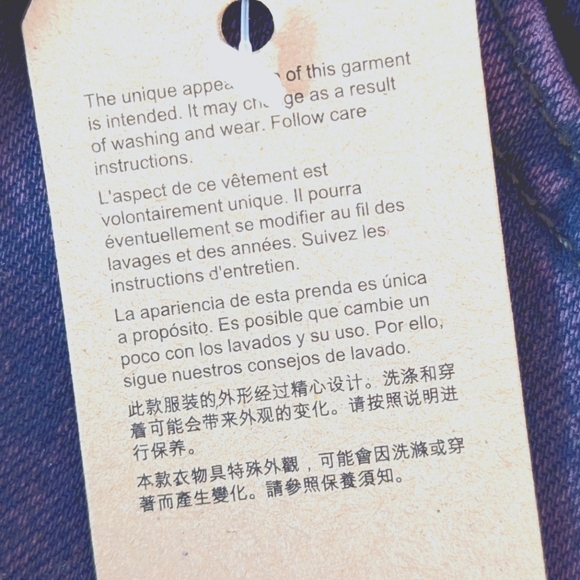 The unique of this garment
is intended. It may as a result
of washing and wear. Follow care
instructions.
L'aspect de ce vêtement est
volontairement unique. Il pourra
éventuellement se modifier au fil des
lavages et des années. Suivez les
instructions d'entretien.
La apariencia de esta prenda es única
a propósito. Es posible que cambie un
poco con los lavados y su uso. Por ello,
sigue nuestros consejos de lavado.
此款服装的外形经过精心设计。洗涤和穿
着可能会带来外观的变化。请按照说明进
行保养。
本款衣物具特殊外觀，可能會因洗滌或穿
著而產生變化。請參照保養須知。